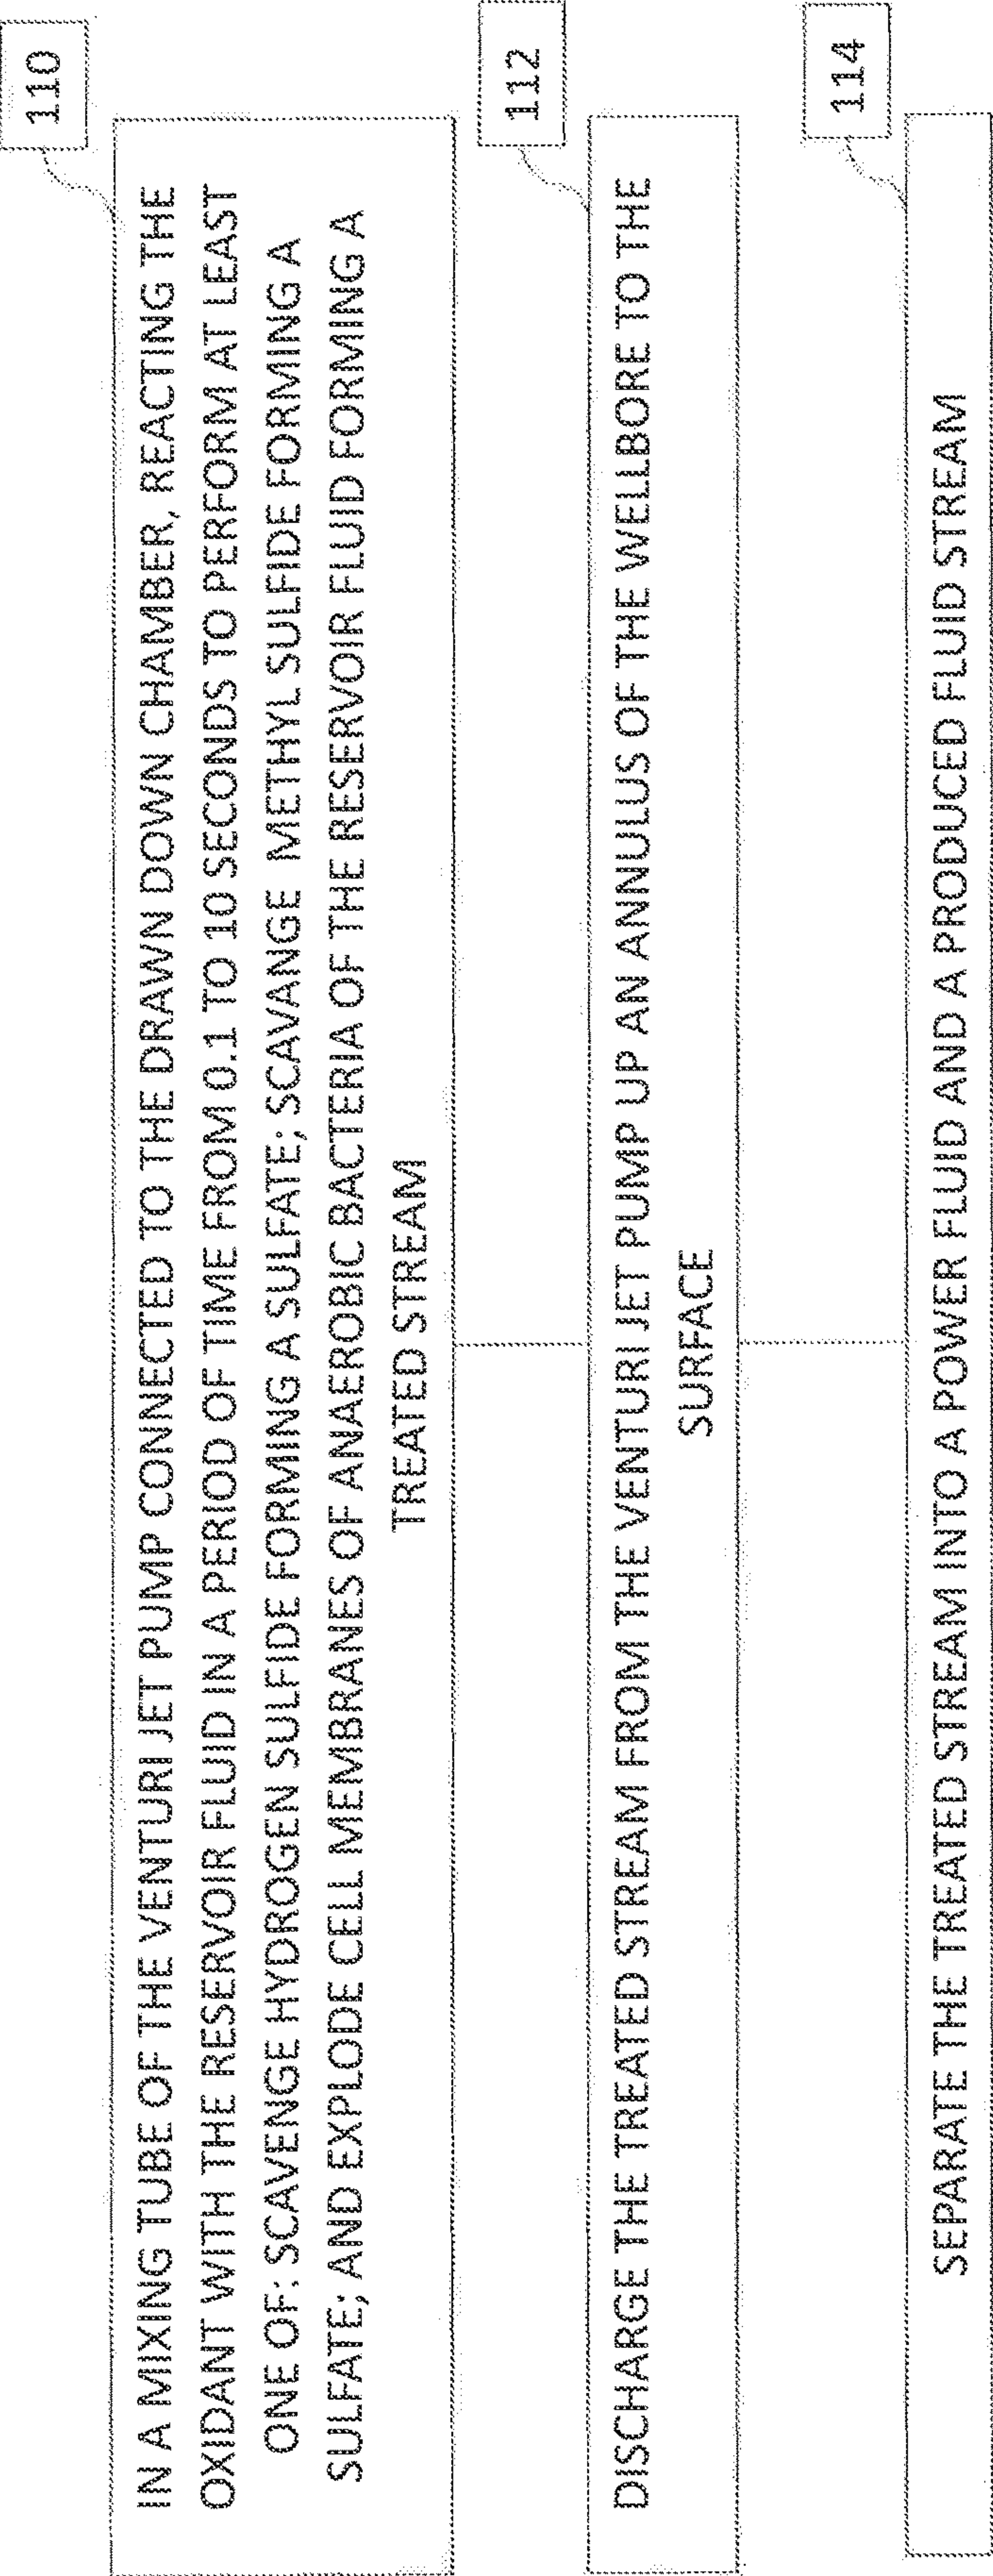 110
IN A MIXING TUBE OF THE VENTURI JET PUMP CONNECTED TO THE DRAWN DOWN CHAMBER, REACTING THE
OXIDANT WITH THE RESERVOIR FLUID IN A PERIOD OF TIME FROM 0.1 TO 10 SECONDS TO PERFORM AT LEAST
ONE OF: SCAVENGE HYDROGEN SULFIDE FORMING A SULFATE; SCAVANGE METHYL SULFIDE FORMING A
SULFATE; AND EXPLODE CELL MEMBRANES OF ANAEROBIC BACTERIA OF THE RESERVOIR FLUID FORMING A
TREATED STREAM
112
DISCHARGE THE TREATED STREAM FROM THE VENTURI JET PUMP UP AN ANNULUS OF THE WELLBORE TO THE
SURFACE
114
SEPARATE THE TREATED STREAM INTO A POWER FLUID AND A PRODUCED FLUID STREAM